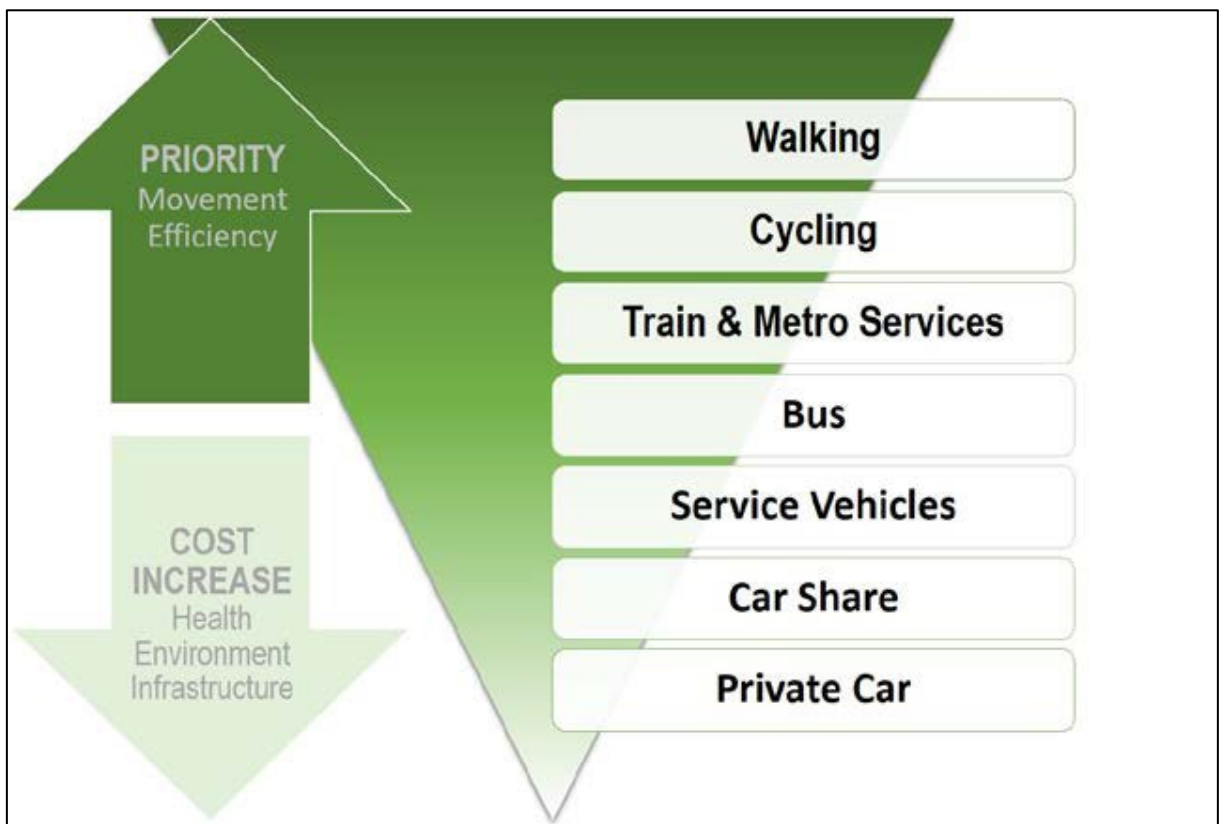 PRIORITY
Movement
Efficiency
COST
INCREASE
Health
Environment
Infrastructure
Walking
Cycling
Train & Metro Services
Bus
Service Vehicles
Car Share
Private Car